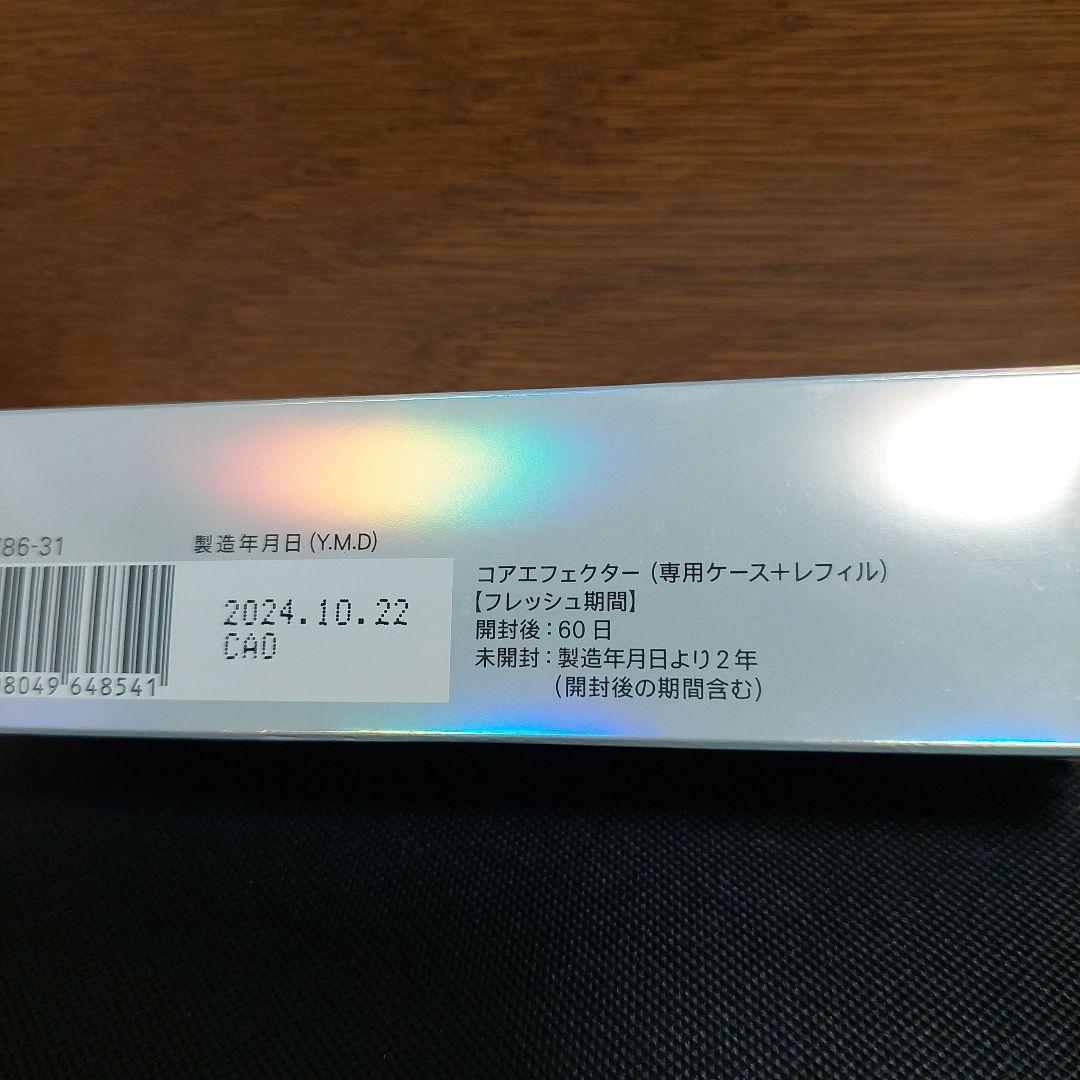 86-31
製造年月日(Y.M.D)
2024.10.22
CAO
8049 648541
コアエフェクター(専用ケース+レフィル)
【フレッシュ期間】
開封後:60日
未開封:製造年月日より2年
(開封後の期間含む)